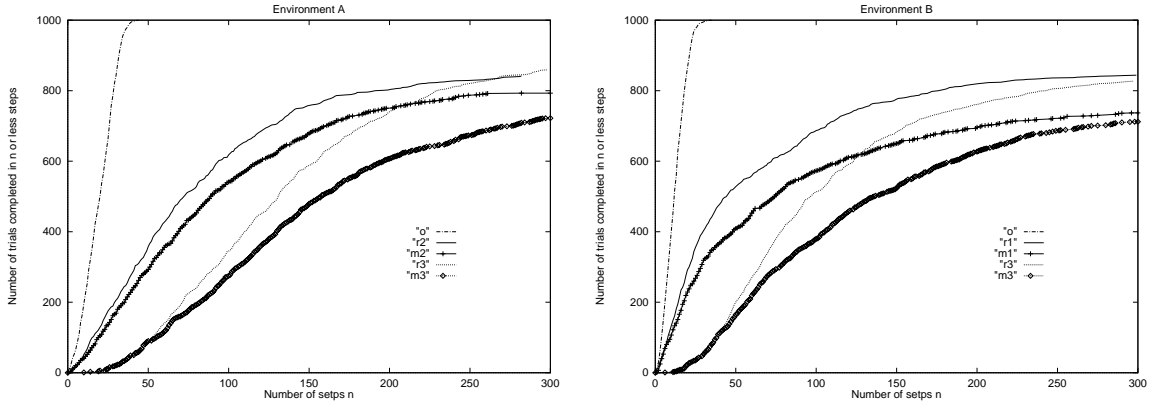 Environment A
1000
800
600
400
200
0
0 50 100 150 200 250 300
Number of trials completed in n or less steps
Number of setps n
"o"
"r2"
"m2"
"r3"
"m3"
Environment B
1000
800
600
400
200
0
0 50 100 150 200 250 300
Number of trials completed in n or less steps
Number of setps n
"o"
"r1"
"m1"
"r3"
"m3"